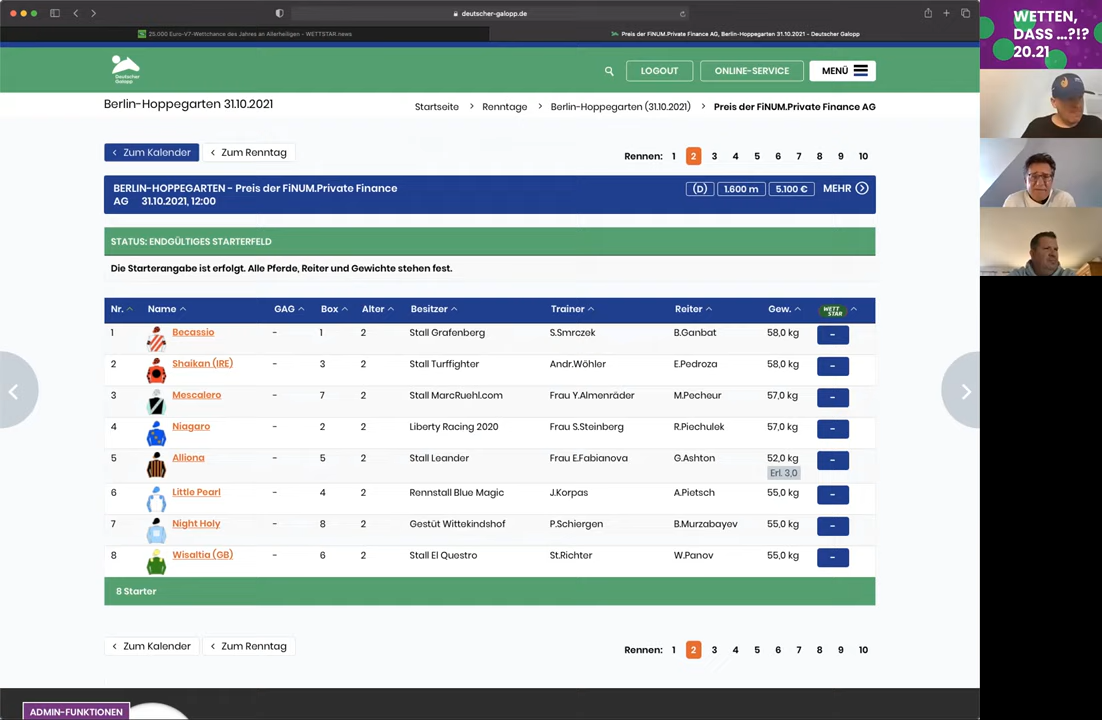 deutscher-galopp.de
25.000 Euro-V7-Wettchance des Jahres an Allerheiligen - WETTSTAR.news
Preis der FiNUM.Private Finance AG, Berlin-Hoppegarten 31.10.2021 - Deutscher Galopp
WETTEN,
DASS ...?!?
20.21
Deutscher
Galopp
LOGOUT
ONLINE-SERVICE
MENÜ
Berlin-Hoppegarten 31.10.2021
Startseite > Renntage > Berlin-Hoppegarten (31.10.2021) > Preis der FiNUM.Private Finance AG
< Zum Kalender < Zum Renntag
Rennen: 1 2 3 4 5 6 7 8 9 10
BERLIN-HOPPEGARTEN - Preis der FiNUM.Private Finance
AG 31.10.2021, 12:00
(D) 1.600 m 5.100 € MEHR
STATUS: ENDGÜLTIGES STARTERFELD
Die Starterangabe ist erfolgt. Alle Pferde, Reiter und Gewichte stehen fest.
Nr. Name GAG Box Alter Besitzer Trainer Reiter Gew. WETT STAR
1 Becassio - 1 2 Stall Grafenberg S.Smrczek B.Ganbat 58,0 kg -
2 Shaikan (IRE) - 3 2 Stall Turffighter Andr.Wöhler E.Pedroza 58,0 kg -
3 Mescalero - 7 2 Stall MarcRuehl.com Frau Y.Almenräder M.Pecheur 57,0 kg -
4 Niagaro - 2 2 Liberty Racing 2020 Frau S.Steinberg R.Piechulek 57,0 kg -
5 Alliona - 5 2 Stall Leander Frau E.Fabianova G.Ashton 52,0 kg -
Erl. 3,0
6 Little Pearl - 4 2 Rennstall Blue Magic J.Korpas A.Pietsch 55,0 kg -
7 Night Holy - 8 2 Gestüt Wittekindshof P.Schiergen B.Murzabayev 55,0 kg -
8 Wisaltia (GB) - 6 2 Stall El Questro St.Richter W.Panov 55,0 kg -
8 Starter
< Zum Kalender < Zum Renntag
Rennen: 1 2 3 4 5 6 7 8 9 10
ADMIN-FUNKTIONEN